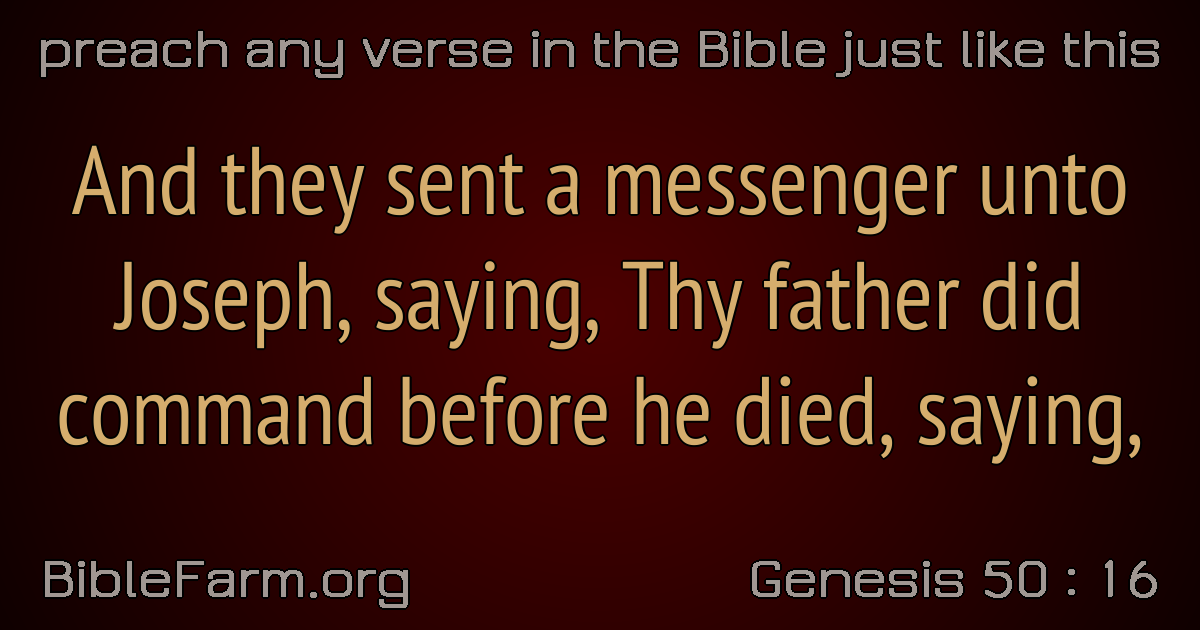 preach any verse in the Bible just like this
And they sent a messenger unto
Joseph, saying, Thy father did
command before he died, saying,
BibleFarm.org
Genesis 50 : 16